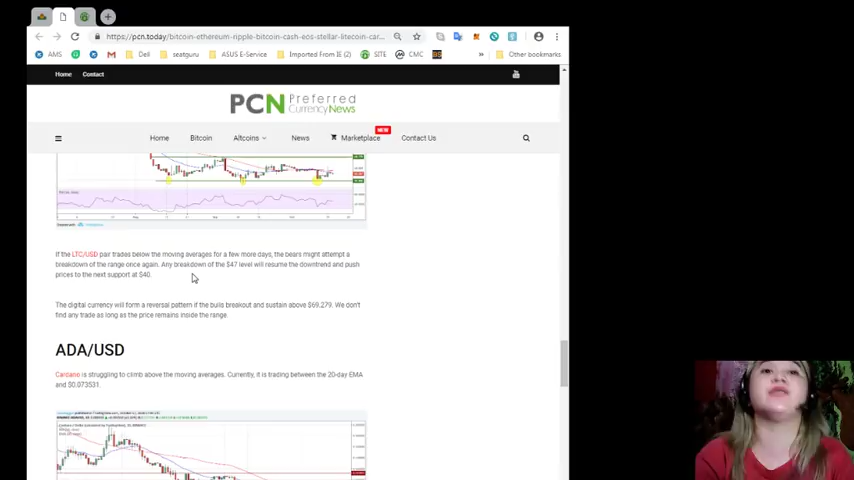 https://pcn.today/bitcoin-ethereum-ripple-bitcoin-cash-eos-stellar-litecoin-car...
AMS
Dell
seatguru
ASUS E-Service
Imported From IE (2)
SITE
CMC
»
Other bookmarks
Home
Contact
PCN Preferred
Currency News
Home
Bitcoin
Altcoins
News
Marketplace
NEW
Contact Us
If the LTC/USD pair trades below the moving averages for a few more days, the bears might attempt a
breakdown of the range once again. Any breakdown of the $47 level will resume the downtrend and push
prices to the next support at $40.
The digital currency will form a reversal pattern if the bulls breakout and sustain above $69.279. We don't
find any trade as long as the price remains inside the range.
ADA/USD
Cardano is struggling to climb above the moving averages. Currently, it is trading between the 20-day EMA
and $0.073531.